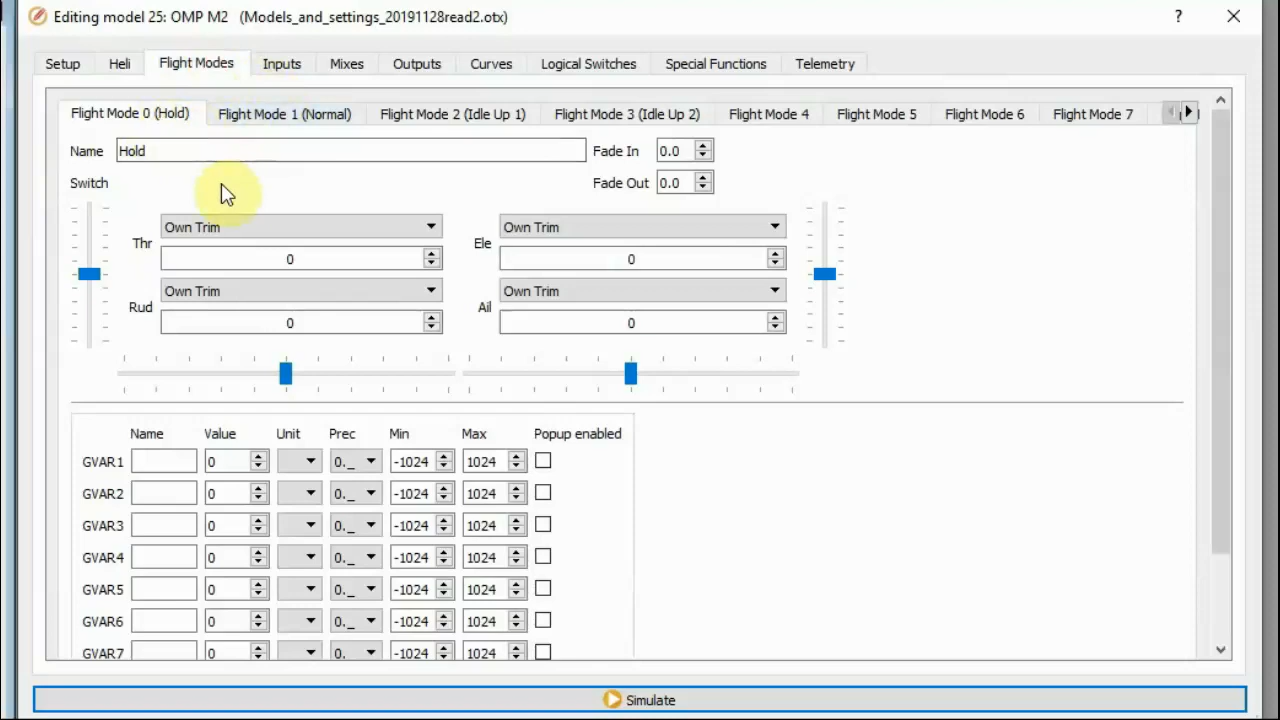 Editing model 25: OMP M2 (Models_and_settings_20191128read2.otx) ?
Setup Heli Flight Modes Inputs Mixes Outputs Curves Logical Switches Special Functions Telemetry
Flight Mode 0 (Hold) Flight Mode 1 (Normal) Flight Mode 2 (Idle Up 1) Flight Mode 3 (Idle Up 2) Flight Mode 4 Flight Mode 5 Flight Mode 6 Flight Mode 7
Name Hold Fade In 0.0
Switch Fade Out 0.0
Thr Own Trim Ele Own Trim
0 0
Rud Own Trim Ail Own Trim
0 0
Name Value Unit Prec Min Max Popup enabled
GVAR1 0 0._ -1024 1024
GVAR2 0 0._ -1024 1024
GVAR3 0 0._ -1024 1024
GVAR4 0 0._ -1024 1024
GVAR5 0 0._ -1024 1024
GVAR6 0 0._ -1024 1024
GVAR7 0 0. -1024 1024
Simulate